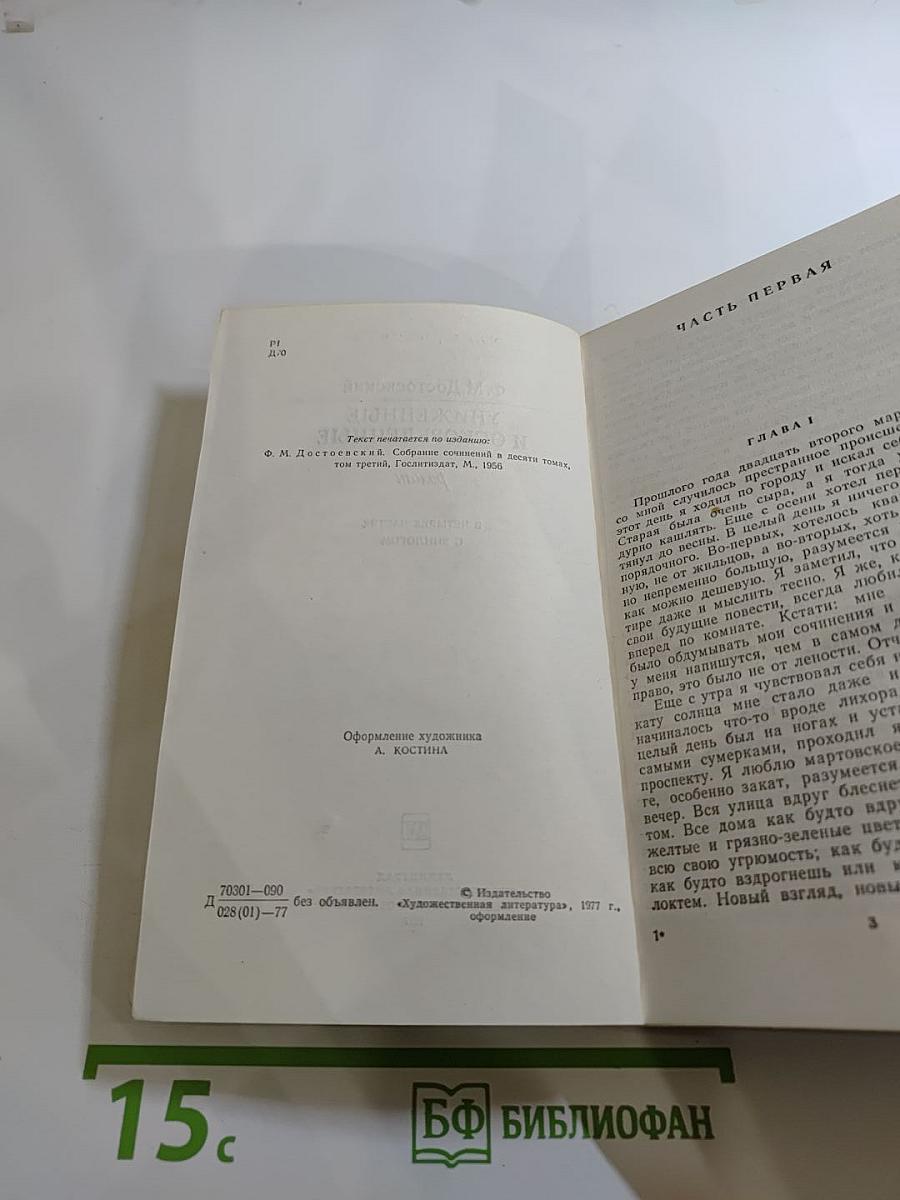 Р1
Д70
Текст печатается по изданию:
Ф. М. Достоевский. Собрание сочинений в десяти томах,
том третий, Гослитиздат, М., 1956
Оформление художника
А. КОСТИНА
Д 70301—090
028(01)—77 без объявлен.
© Издательство
«Художественная литература», 1977 г.,
оформление
ЧАСТЬ ПЕРВАЯ
ГЛАВА I
Прошлого года двадцать второго мар
со мной случилось престранное происше
этот день я ходил по городу и искал се
Старая была очень сыра, а я тогда
дурно кашлять. Еще с осени хотел пер
тянул до весны. В целый день я ничего
порядочного. Во-первых, хотелось ква
ную, не от жильцов, а во-вторых, хоть
но непременно большую, разумеется
как можно дешевую. Я заметил, что
тире даже и мыслить тесно. Я же, к
свои будущие повести, всегда люби
вперед по комнате. Кстати: мне
было обдумывать мои сочинения и
у меня напишутся, чем в самом д
право, это было не от лености. Отч
Еще с утра я чувствовал себя н
кату солнца мне стало даже и
начиналось что-то вроде лихора
целый день был на ногах и уста
самыми сумерками, проходил я
проспекту. Я люблю мартовское
ге, особенно закат, разумеется
вечер. Вся улица вдруг блесне
том. Все дома как будто вдру
желтые и грязно-зеленые цвет
всю свою угрюмость; как буд
как будто вздрогнешь или к
локтем. Новый взгляд, новы
1*
3
15 с
БФ БИБЛИОФАН